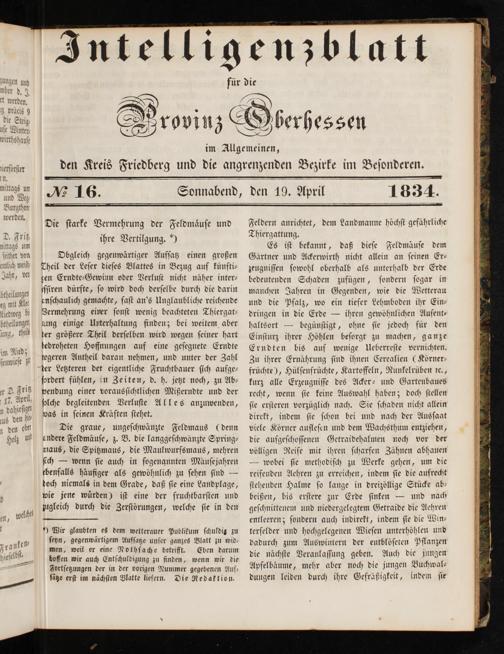 Intelligenzblatt
für die
Provinz Oberhessen
im Allgemeinen,
den Kreis Friedberg und die angrenzenden Bezirke im Besonderen.
№ 16. Sonnabend, den 19. April 1834.
Die starke Vermehrung der Feldmäuse und
ihre Vertilgung. *)
Obgleich gegenwärtiger Aufsatz einen großen
Theil der Leser dieses Blattes in Bezug auf künfti-
gen Erndte-Gewinn oder Verlust nicht näher inter-
essiren dürfte, so wird doch derselbe durch die darin
anschaulich gemachte, fast an's Unglaubliche reichende
Vermehrung einer sonst wenig beachteten Thiergat-
tung einige Unterhaltung finden; bei weitem aber
der größere Theil derselben wird wegen seiner hart
bedroheten Hoffnungen auf eine gesegnete Erndte
regeren Antheil daran nehmen, und unter der Zahl
der Letzteren der eigentliche Fruchtbauer sich aufge-
fordert fühlen, in Zeiten, d. h. jetzt noch, zu Ab-
wendung einer voraussichtlichen Mißerndte und der
solche begleitenden Verluste Alles anzuwenden,
was in seinen Kräften stehet.
Die graue, ungeschwänzte Feldmaus (denn
andere Feldmäuse, z. B. die langgeschwänzte Spring-
maus, die Spitzmaus, die Maulwurfsmaus, mehren
sich — wenn sie auch in sogenannten Mäusejahren
ebenfalls häufiger als gewöhnlich zu sehen sind —
doch niemals in dem Grade, daß sie eine Landplage,
wie jene würden) ist eine der fruchtbarsten und
zugleich durch die Zerstörungen, welche sie in den
*) Wir glaubten es dem wetterauer Publikum schuldig zu
seyn, gegenwärtigem Aufsatze unser ganzes Blatt zu wid-
men, weil er eine Nothsache betrifft. Eben darum
hoffen wir auch Entschuldigung zu finden, wenn wir die
Fortsetzungen der in der vorigen Nummer gegebenen Auf-
sätze erst im nächsten Blatte liefern. Die Redaktion.
Feldern anrichtet, dem Landmanne höchst gefährliche
Thiergattung.
Es ist bekannt, daß diese Feldmäuse dem
Gärtner und Ackerwirth nicht allein an seinen Er-
zeugnissen sowohl oberhalb als unterhalb der Erde
bedeutenden Schaden zufügen, sondern sogar in
manchen Jahren in Gegenden, wie die Wetterau
und die Pfalz, wo ein tiefer Lehmboden ihr Ein-
dringen in die Erde — ihren gewöhnlichen Aufent-
haltsort — begünstigt, ohne sie jedoch für den
Einsturz ihrer Höhlen besorgt zu machen, ganze
Erndten bis auf wenige Ueberreste vernichten.
Zu ihrer Ernährung sind ihnen Cerealien (Körner-
früchte), Hülsenfrüchte, Kartoffeln, Runkelrüben ꝛc.,
kurz alle Erzeugnisse des Acker- und Gartenbaues
recht, wenn sie keine Auswahl haben; doch stellen
sie ersteren vorzüglich nach. Sie schaden nicht allein
direkt, indem sie schon bei und nach der Aussaat
viele Körner auflesen und dem Wachsthum entziehen,
die aufgeschossenen Getraidehalmen noch vor der
völligen Reife mit ihren scharfen Zähnen abhauen
— wobei sie methodisch zu Werke gehen, um die
reifenden Aehren zu erreichen, indem sie die aufrecht
stehenden Halme so lange in dreizöllige Stücke ab-
beißen, bis erstere zur Erde sinken — und nach
geschnittenem und niedergelegtem Getraide die Aehren
entleeren; sondern auch indirekt, indem sie die Win-
terfelder und hochgelegenen Wiesen unterhöhlen und
dadurch zum Auswintern der entblößten Pflanzen
die nächste Veranlassung geben. Auch die jungen
Apfelbäume, mehr aber noch die jungen Buchwal-
dungen leiden durch ihre Gefräßigkeit, indem sie